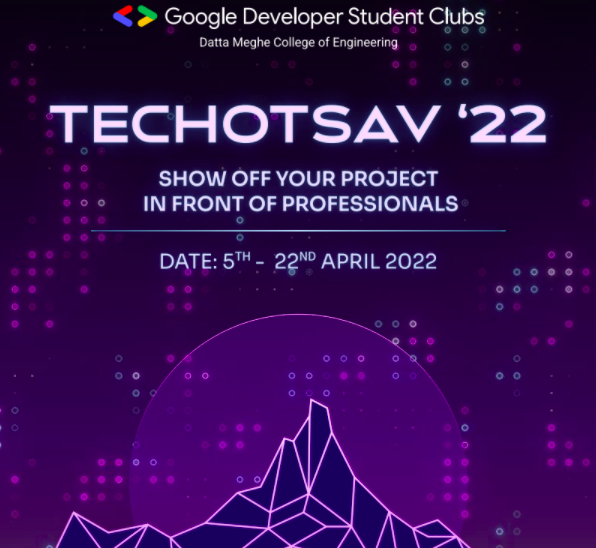 Google Developer Student Clubs
Datta Meghe College of Engineering
TECHOTSAV ‘22
SHOW OFF YOUR PROJECT
IN FRONT OF PROFESSIONALS
DATE: 5TH - 22ND APRIL 2022